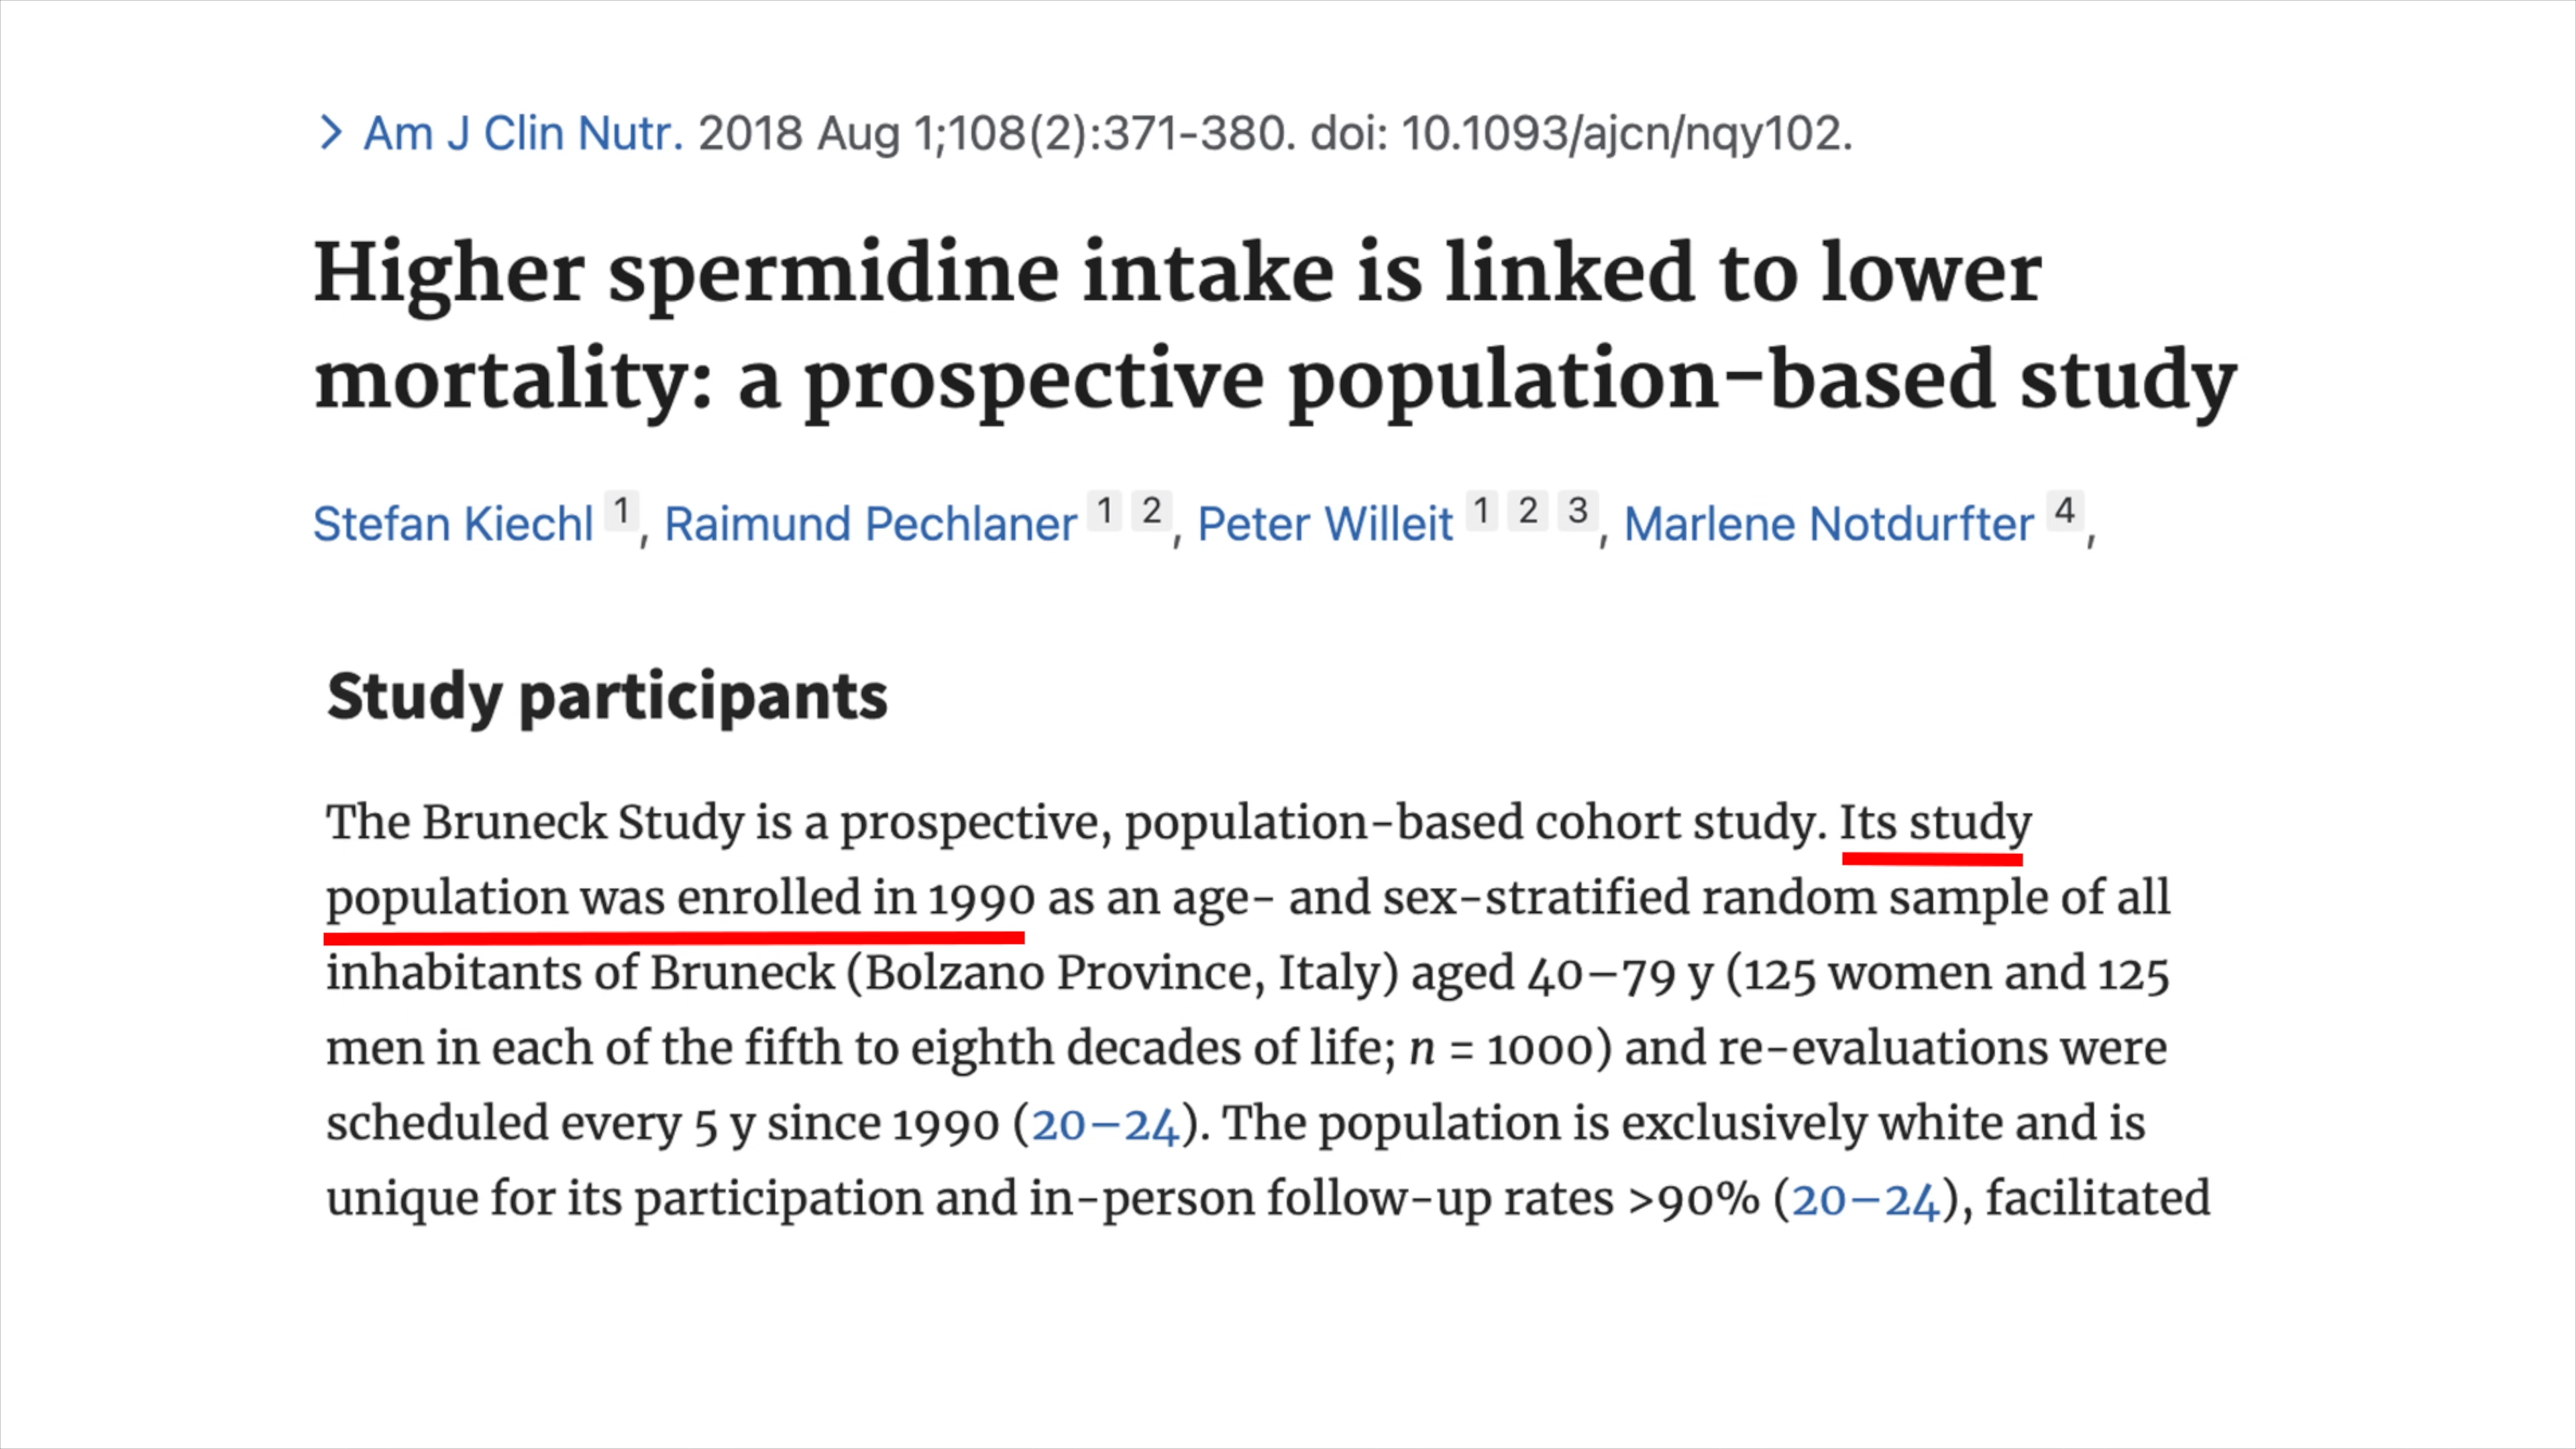 > Am J Clin Nutr. 2018 Aug 1;108(2):371-380. doi: 10.1093/ajcn/nqy102.
Higher spermidine intake is linked to lower
mortality: a prospective population-based study
Stefan Kiechl 1, Raimund Pechlaner 1 2, Peter Willeit 1 2 3, Marlene Notdurfter 4,
Study participants
The Bruneck Study is a prospective, population-based cohort study. Its study
population was enrolled in 1990 as an age- and sex-stratified random sample of all
inhabitants of Bruneck (Bolzano Province, Italy) aged 40–79 y (125 women and 125
men in each of the fifth to eighth decades of life; n = 1000) and re-evaluations were
scheduled every 5 y since 1990 (20–24). The population is exclusively white and is
unique for its participation and in-person follow-up rates >90% (20–24), facilitated